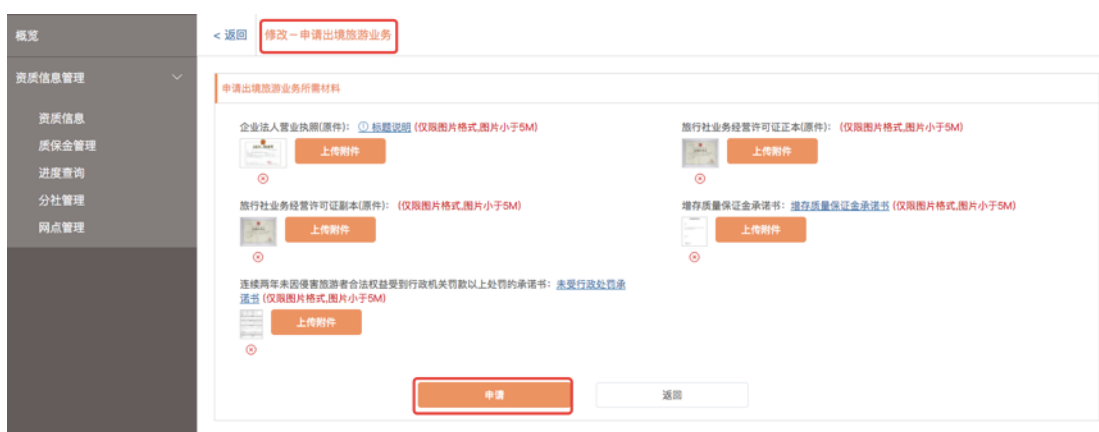 概览
< 返回
修改－申请出境旅游业务
资质信息管理
资质信息
质保金管理
进度查询
分社管理
网点管理
申请出境旅游业务所需材料
企业法人营业执照(原件)： 标题说明 (仅限图片格式,图片小于5M)
上传附件
旅行社业务经营许可证正本(原件)： (仅限图片格式,图片小于5M)
上传附件
旅行社业务经营许可证副本(原件)： (仅限图片格式,图片小于5M)
上传附件
增存质量保证金承诺书：增存质量保证金承诺书 (仅限图片格式,图片小于5M)
上传附件
连续两年未因侵害旅游者合法权益受到行政机关罚款以上处罚的承诺书：未受行政处罚承
诺书 (仅限图片格式,图片小于5M)
上传附件
申请
返回